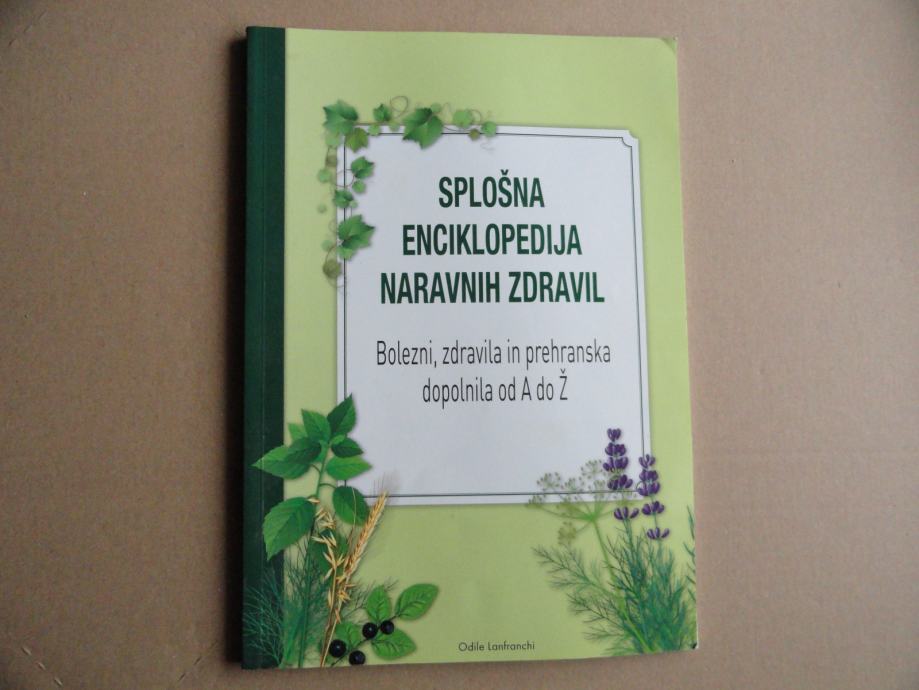 SPLOŠNA
ENCIKLOPEDIJA
NARAVNIH ZDRAVIL
Bolezni, zdravila in prehranska
dopolnila od A do Ž
Odile Lanfranchi